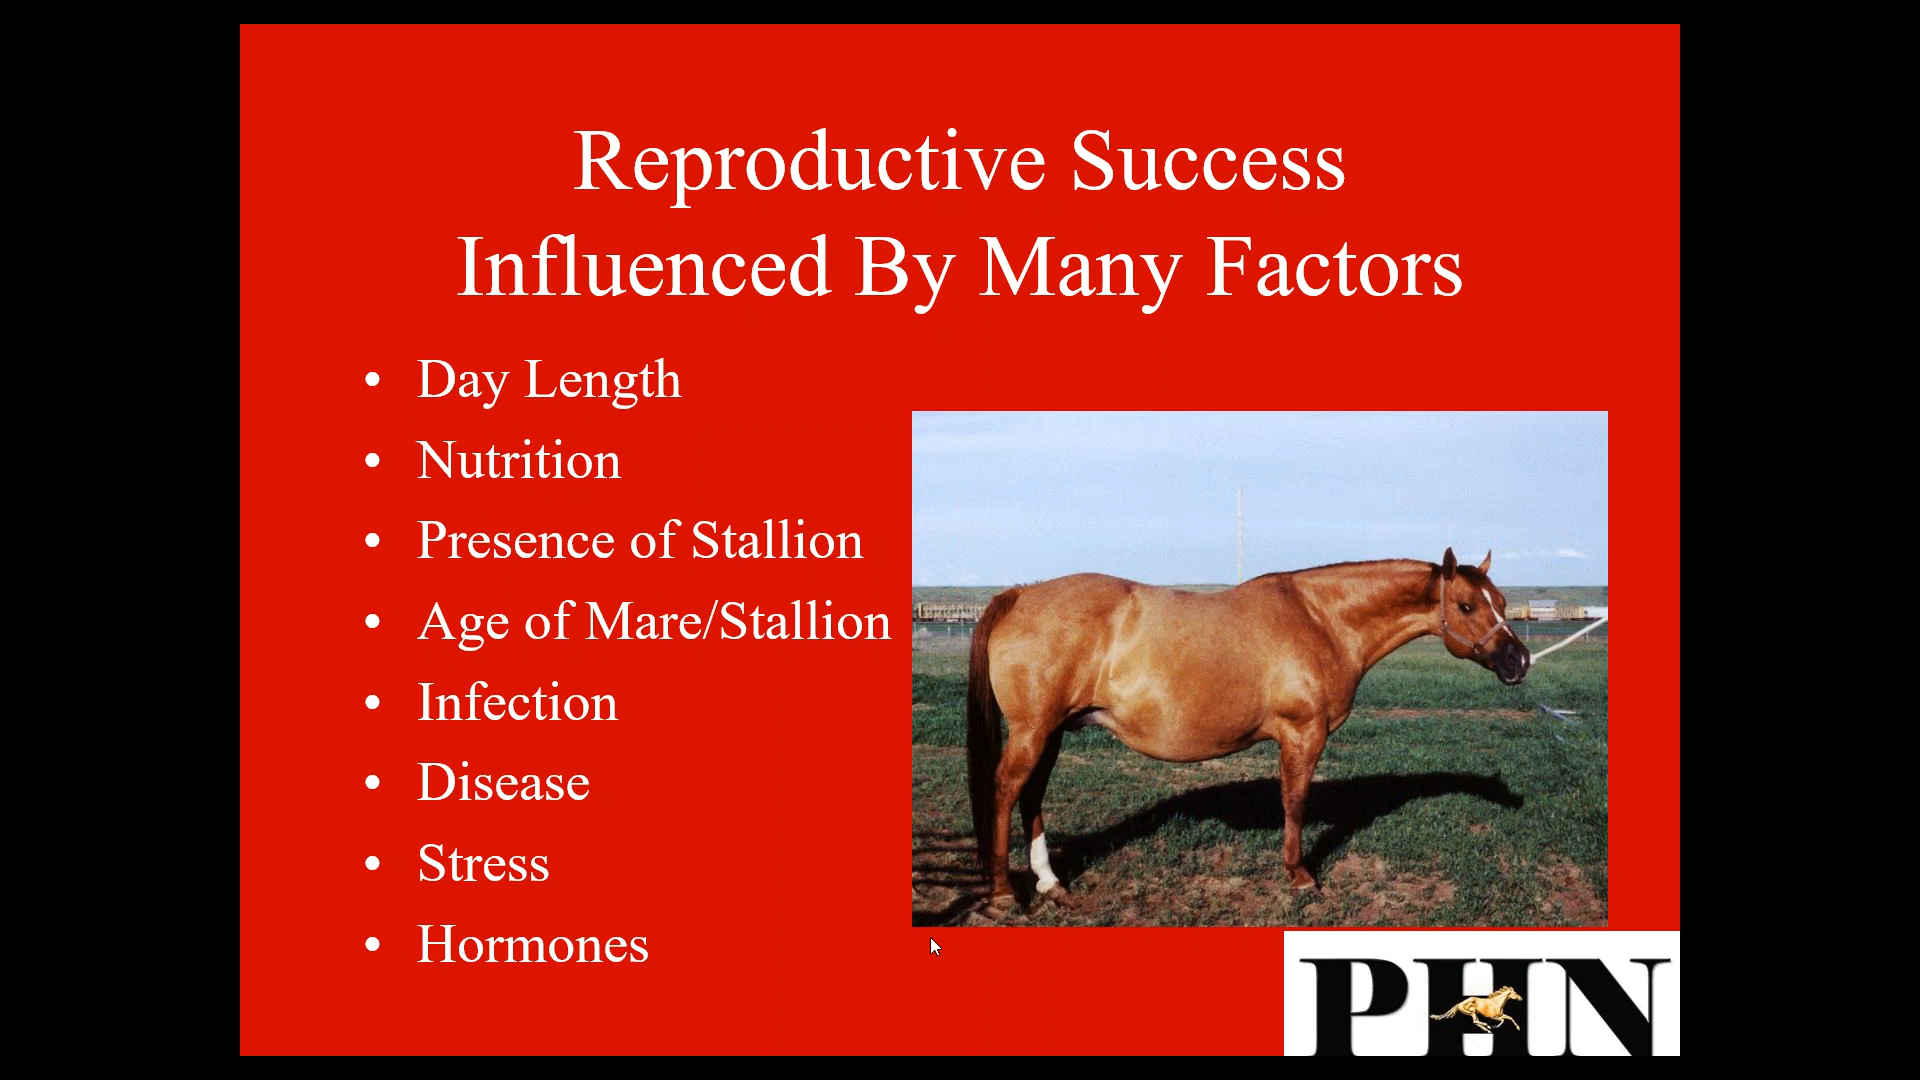 Reproductive Success
Influenced By Many Factors
• Day Length
• Nutrition
• Presence of Stallion
• Age of Mare/Stallion
• Infection
• Disease
• Stress
• Hormones
PHN